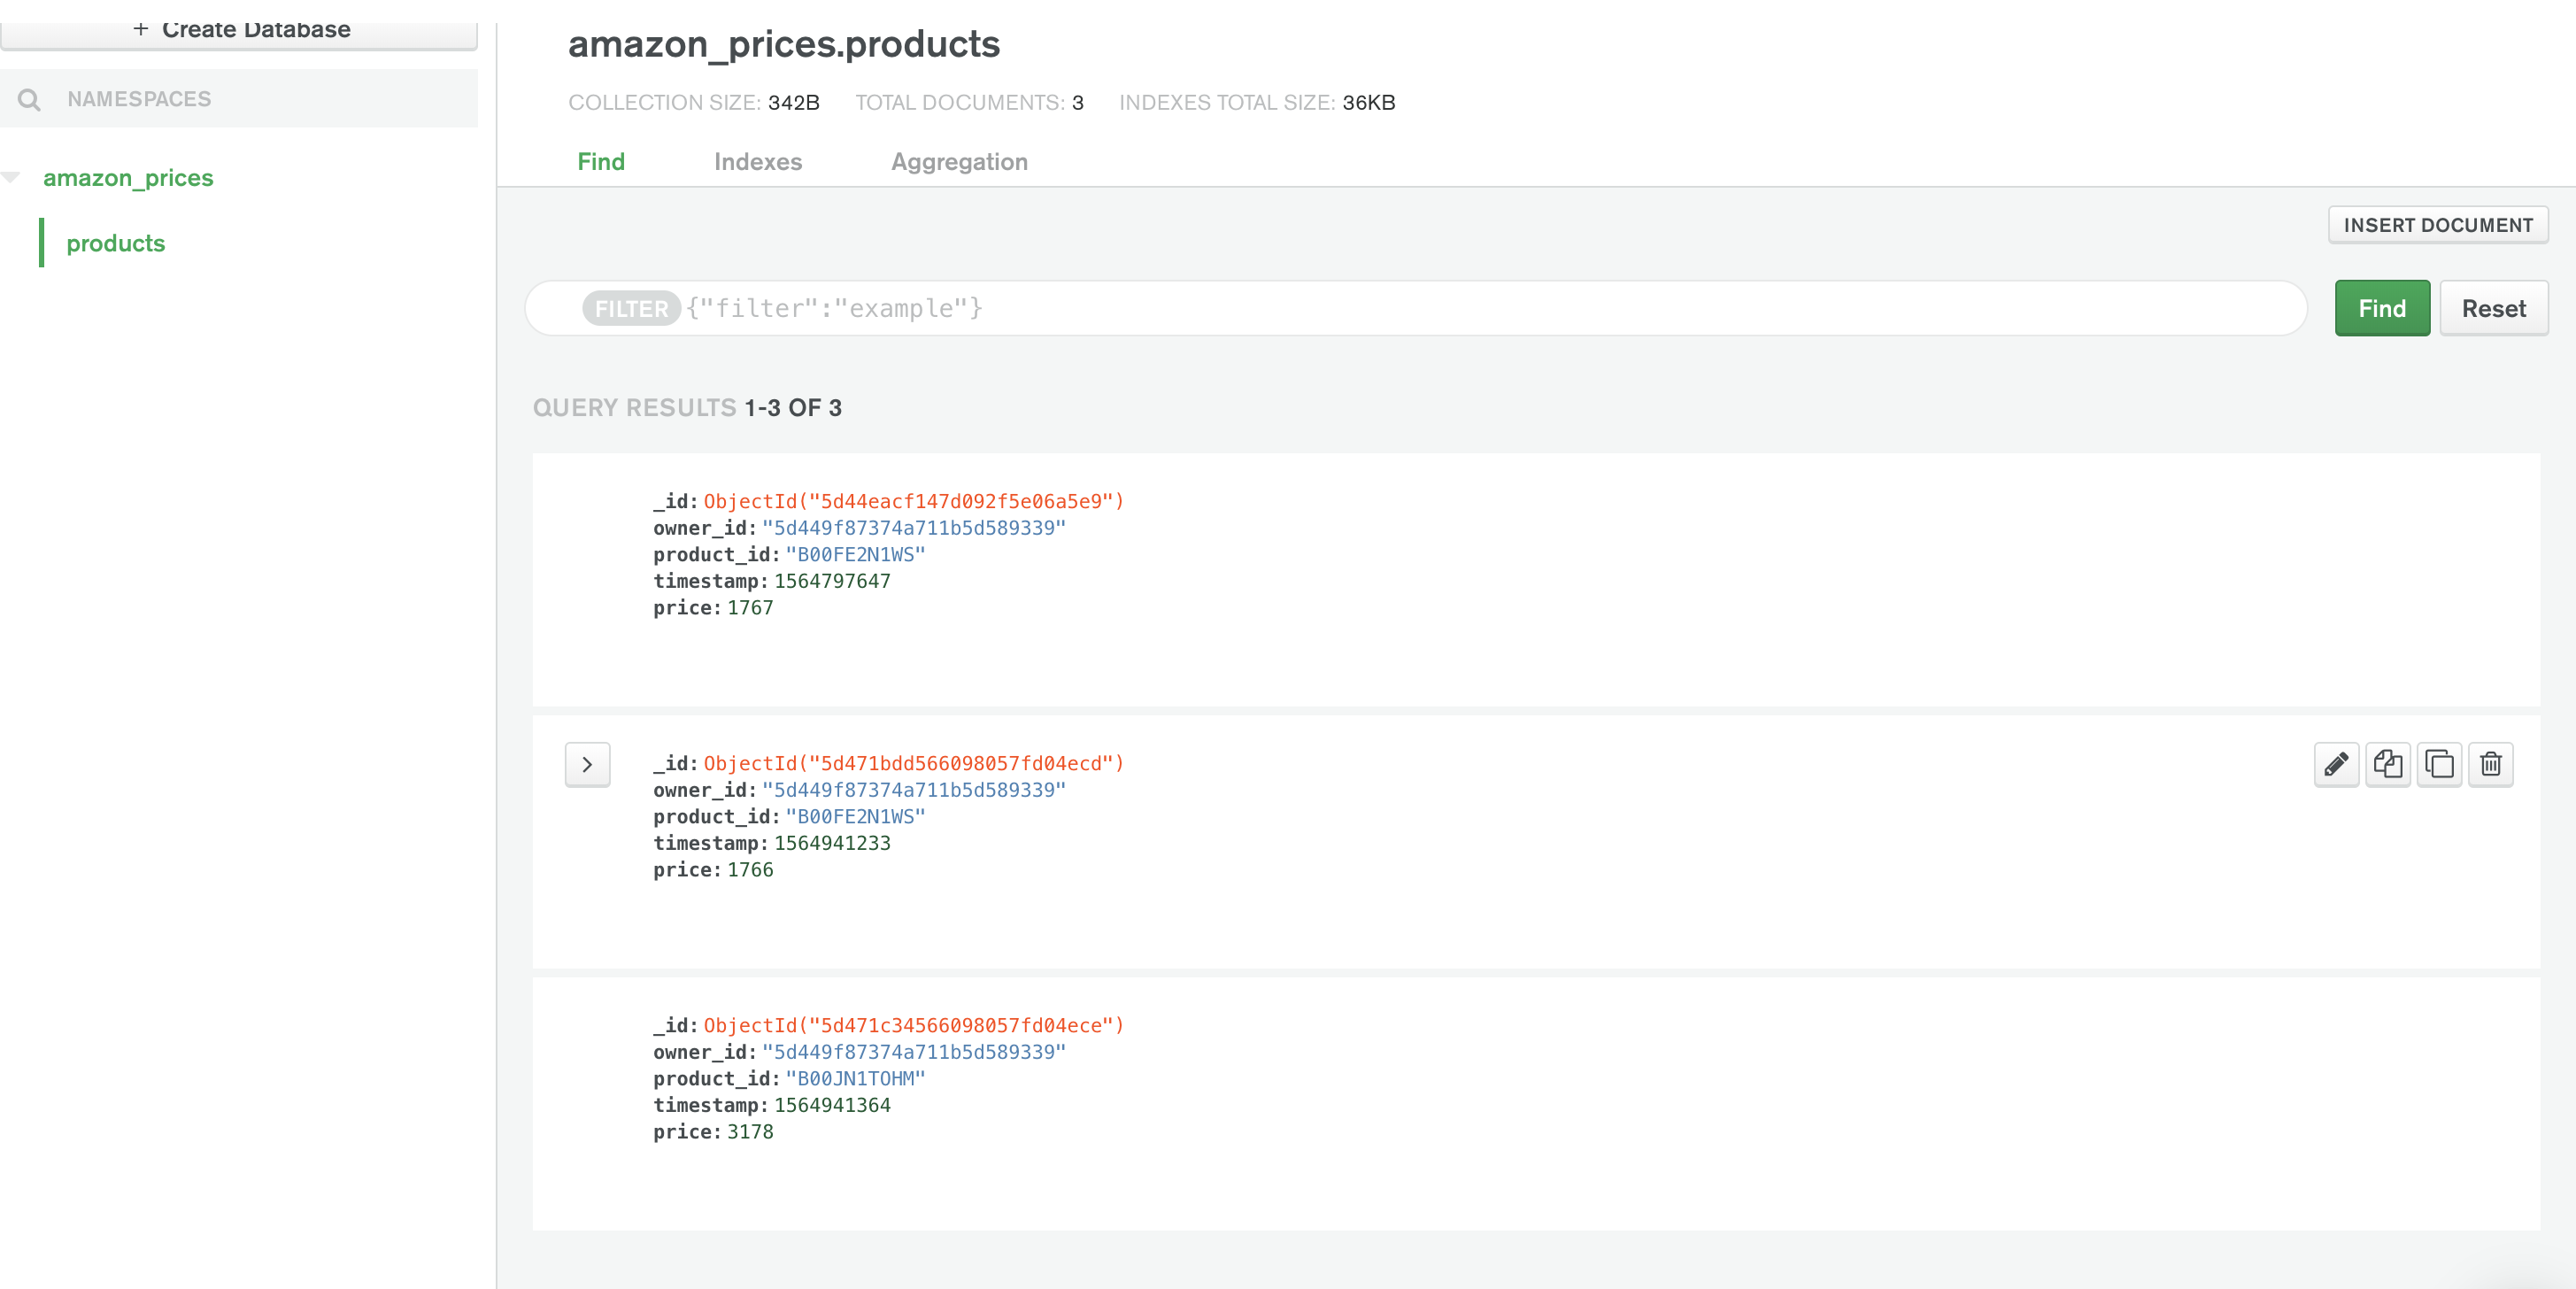 + Create Database
NAMESPACES
amazon_prices
products
amazon_prices.products
COLLECTION SIZE: 342B TOTAL DOCUMENTS: 3 INDEXES TOTAL SIZE: 36KB
Find Indexes Aggregation
INSERT DOCUMENT
FILTER {"filter":"example"}
Find Reset
QUERY RESULTS 1-3 OF 3
_id: ObjectId("5d44eacf147d092f5e06a5e9")
owner_id: "5d449f87374a711b5d589339"
product_id: "B00FE2N1WS"
timestamp: 1564797647
price: 1767
_id: ObjectId("5d471bdd566098057fd04ecd")
owner_id: "5d449f87374a711b5d589339"
product_id: "B00FE2N1WS"
timestamp: 1564941233
price: 1766
_id: ObjectId("5d471c34566098057fd04ece")
owner_id: "5d449f87374a711b5d589339"
product_id: "B00JN1TOHM"
timestamp: 1564941364
price: 3178